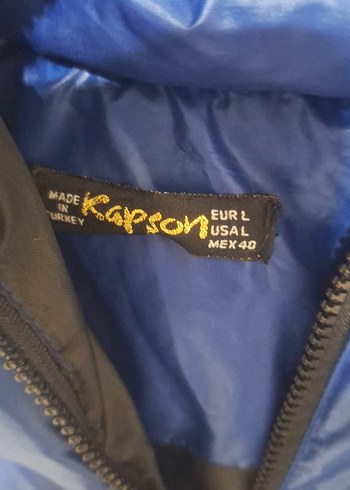 MADE
IN
TURKEY
Kapson
EUR L
USA L
MEX 40